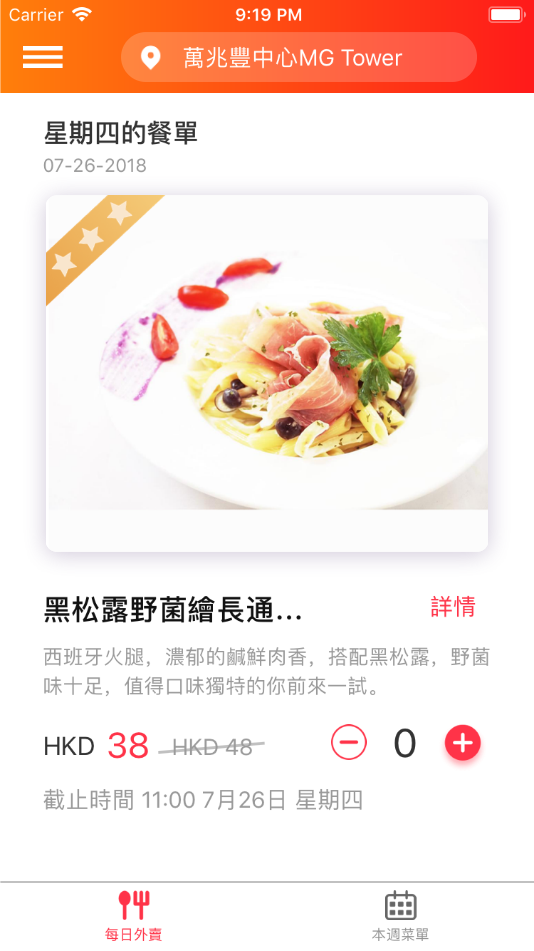 Carrier 9:19 PM
萬兆豐中心MG Tower
星期四的餐單
07-26-2018
黑松露野菌繪長通... 詳情
西班牙火腿，濃郁的鹹鮮肉香，搭配黑松露，野菌
味十足，值得口味獨特的你前來一試。
HKD 38 HKD 48 0
截止時間 11:00 7月26日 星期四
每日外賣 本週菜單